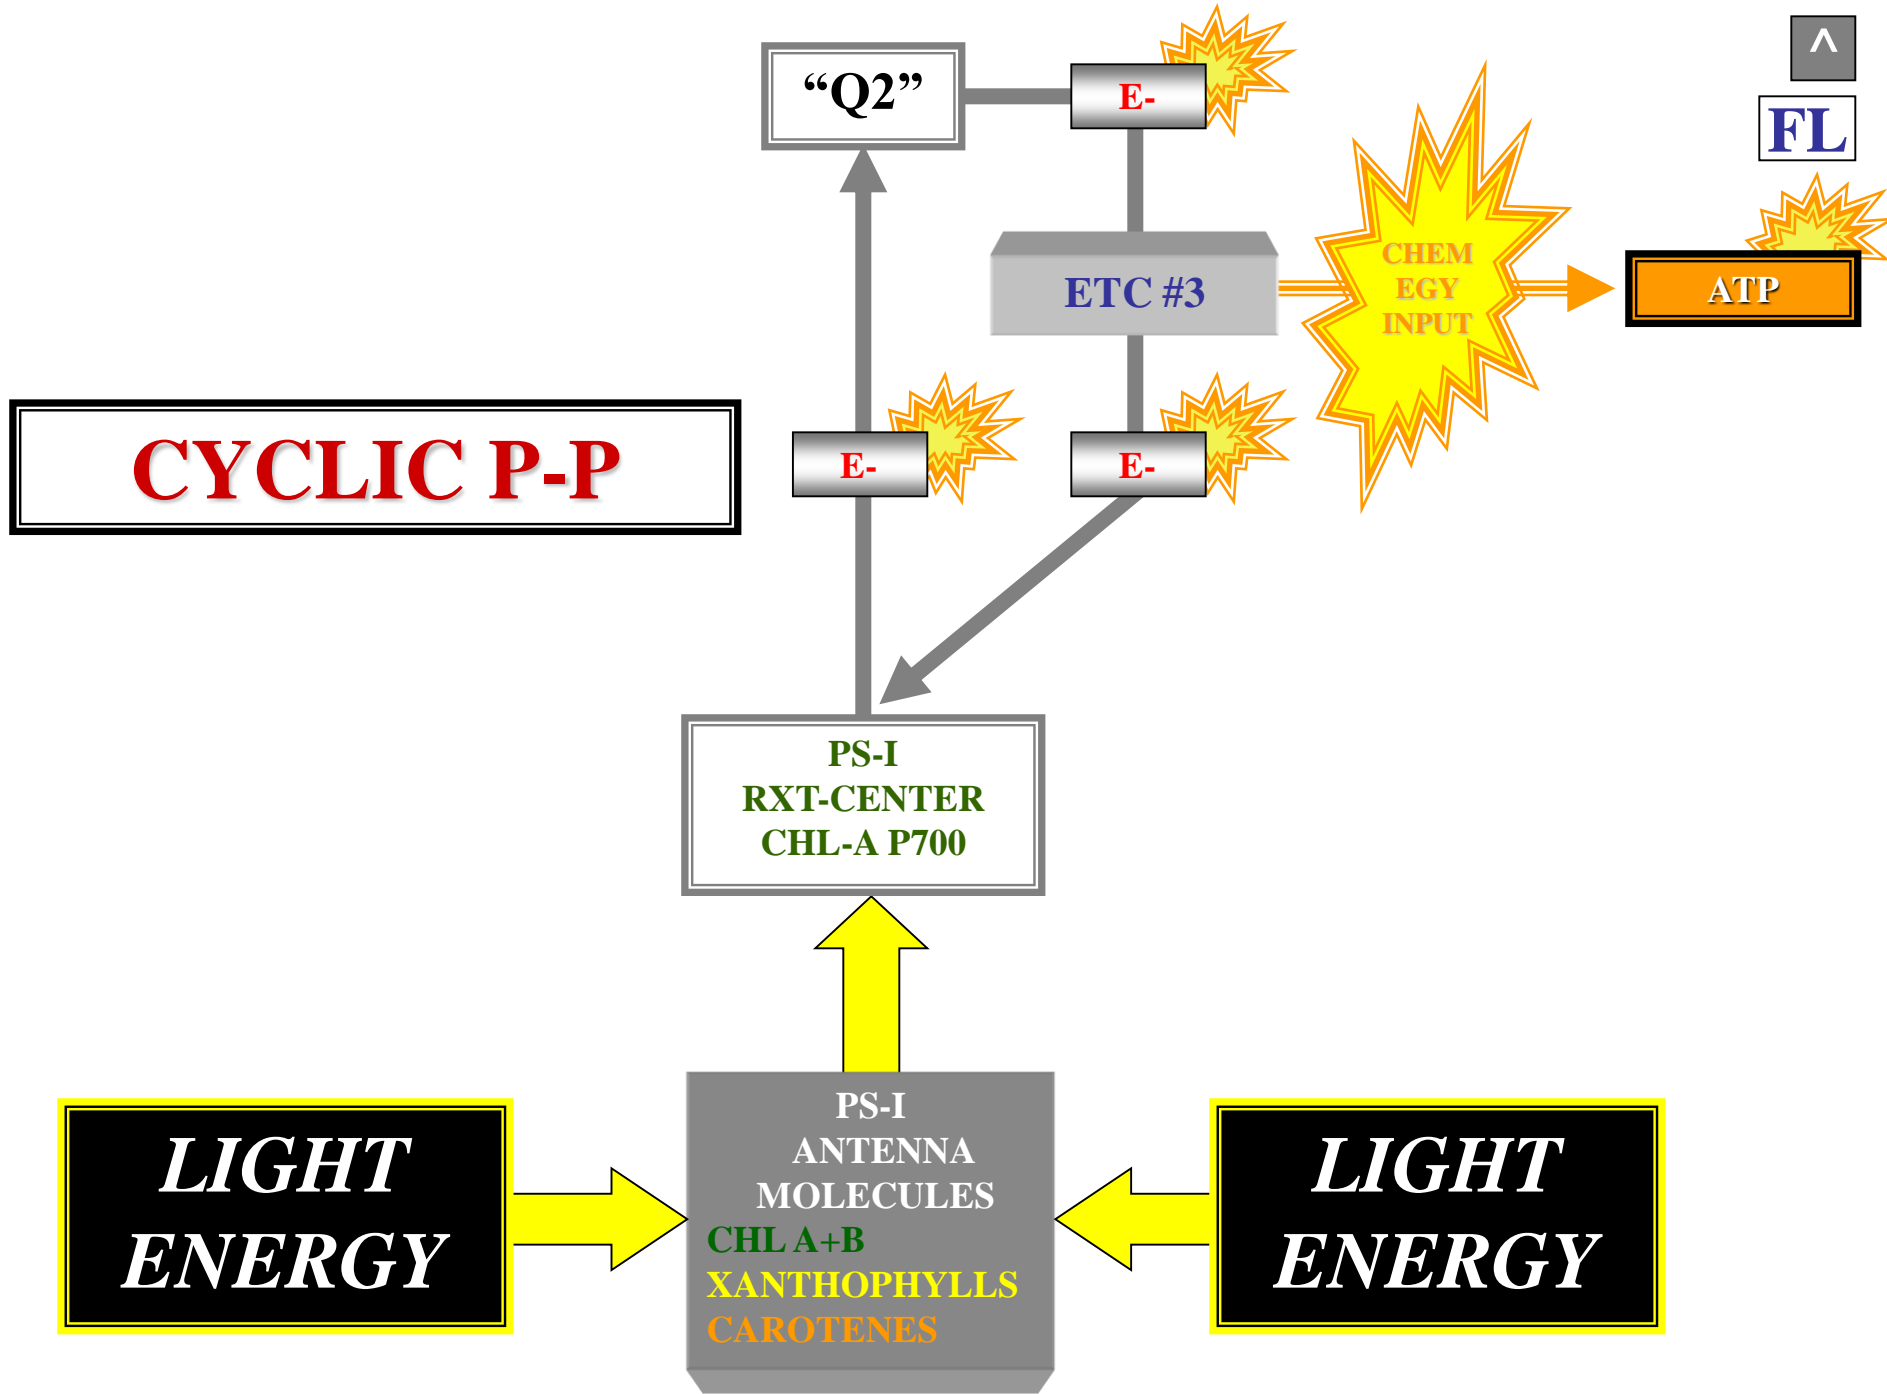 “Q2”
E-
^
FL
CHEM
EGY
INPUT
ETC #3
ATP
CYCLIC P-P
E-
E-
PS-I
RXT-CENTER
CHL-A P700
LIGHT
ENERGY
PS-I
ANTENNA
MOLECULES
CHL A+B
XANTHOPHYLLS
CAROTENES
LIGHT
ENERGY